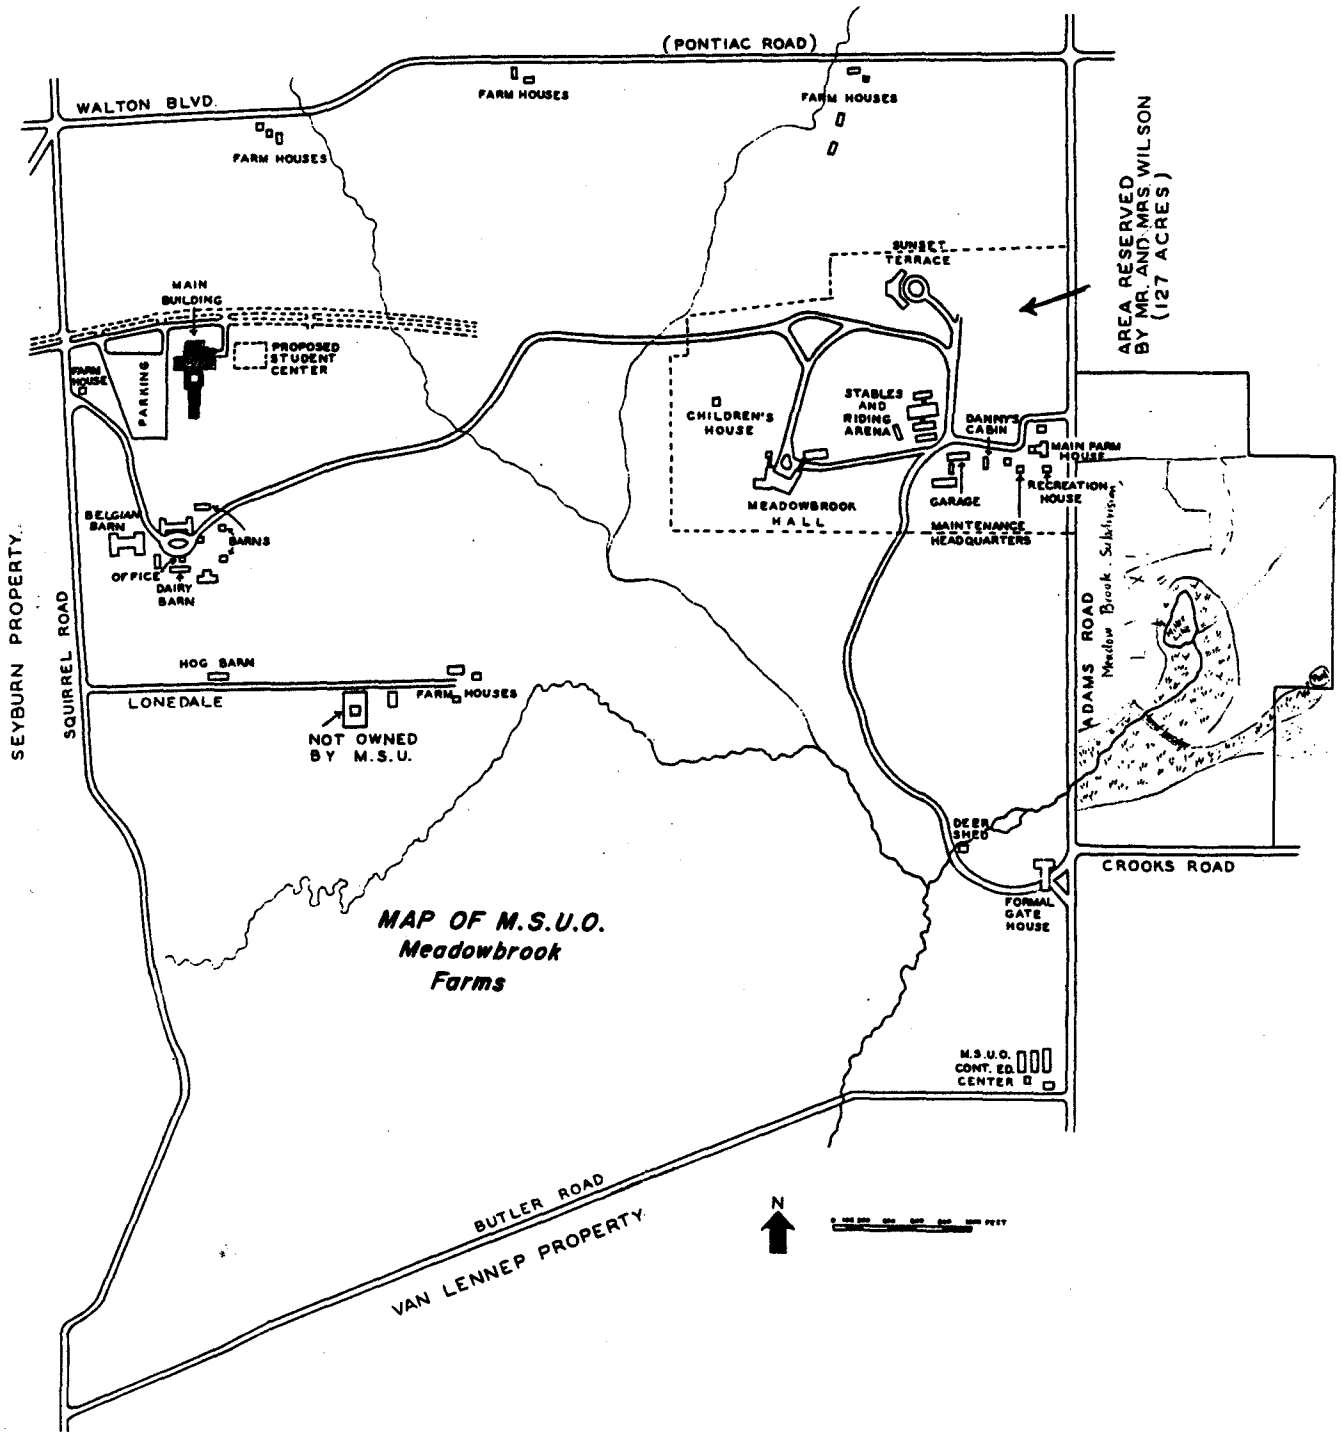 (PONTIAC ROAD)
WALTON BLVD.
FARM HOUSES
FARM HOUSES
FARM HOUSES
AREA RESERVED
BY MR. AND MRS. WILSON
(127 ACRES)
SUNSET
TERRACE
MAIN
BUILDING
PROPOSED
STUDENT
CENTER
FARM
HOUSE
PARKING
CHILDREN'S
HOUSE
STABLES
AND
RIDING
ARENA
DANNY'S
CABIN
MAIN FARM
HOUSE
RECREATION
HOUSE
GARAGE
MAINTENANCE
HEADQUARTERS
MEADOWBROOK
HALL
BELGIAN
BARN
BARNS
OFFICE
DAIRY
BARN
SEYBURN PROPERTY
SQUIRREL ROAD
HOG BARN
LONEDALE
FARM HOUSES
NOT OWNED
BY M.S.U.
ADAMS ROAD
Meadow Brook Subdivision
DEER
SHED
CROOKS ROAD
FORMAL
GATE
HOUSE
MAP OF M.S.U.O.
Meadowbrook
Farms
M.S.U.O.
CONT. ED.
CENTER
BUTLER ROAD
VAN LENNEP PROPERTY
N